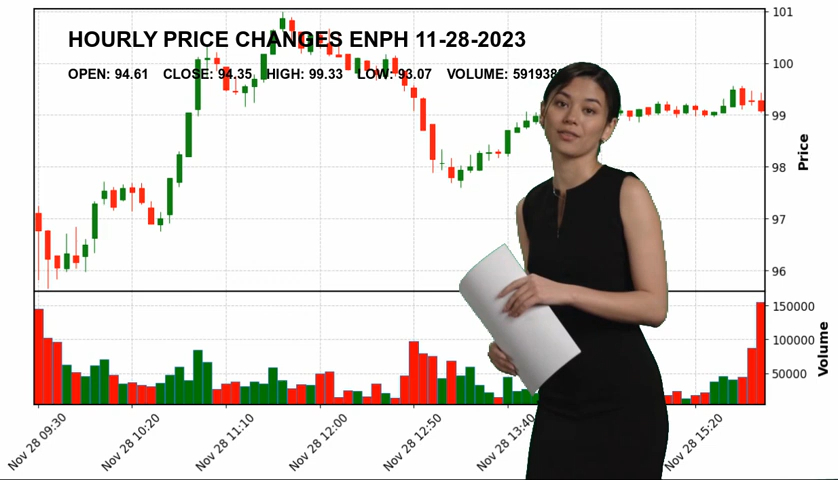 HOURLY PRICE CHANGES ENPH 11-28-2023
OPEN: 94.61 CLOSE: 94.35 HIGH: 99.33 LOW: 93.07 VOLUME: 591938
101
100
99
98
97
96
Price
150000
100000
50000
Volume
Nov 28 09:30
Nov 28 10:20
Nov 28 11:10
Nov 28 12:00
Nov 28 12:50
Nov 28 13:40
Nov 28 15:20